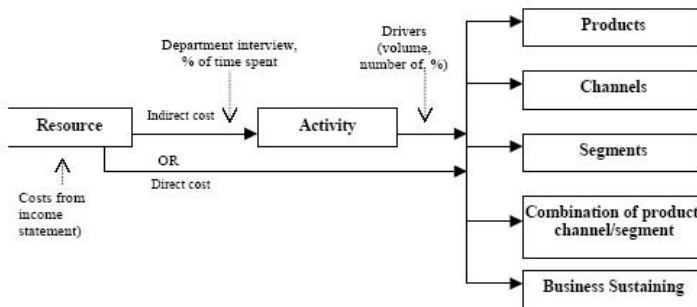 Products
Department interview,
% of time spent
Drivers
(volume,
number of, %)
Channels
Resource
Indirect cost
Activity
Segments
OR
Direct cost
Costs from
income
statement)
Combination of product
channel/segment
Business Sustaining